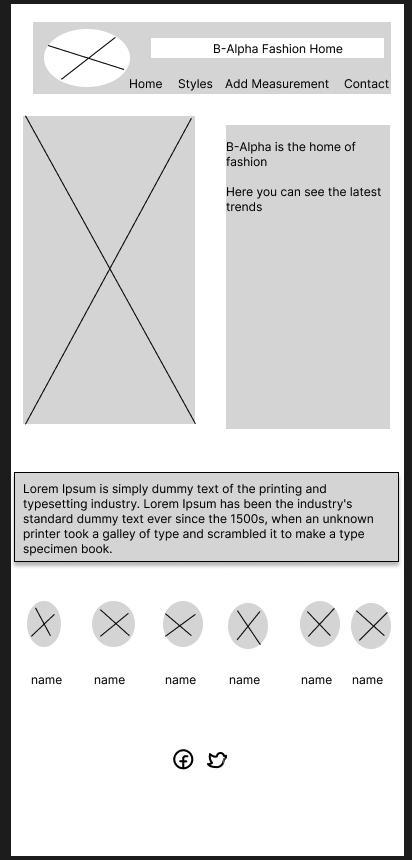 B-Alpha Fashion Home
Home Styles Add Measurement Contact
B-Alpha is the home of
fashion
Here you can see the latest
trends
Lorem Ipsum is simply dummy text of the printing and
typesetting industry. Lorem Ipsum has been the industry's
standard dummy text ever since the 1500s, when an unknown
printer took a galley of type and scrambled it to make a type
specimen book.
name name name name name name